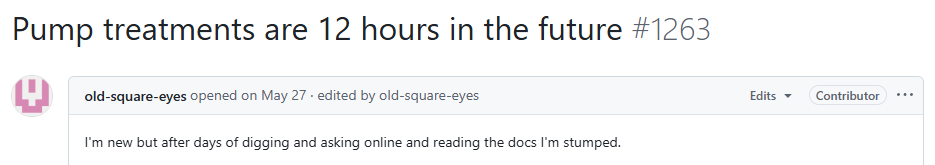 Pump treatments are 12 hours in the future #1263
old-square-eyes opened on May 27 · edited by old-square-eyes Edits Contributor ···
I'm new but after days of digging and asking online and reading the docs I'm stumped.